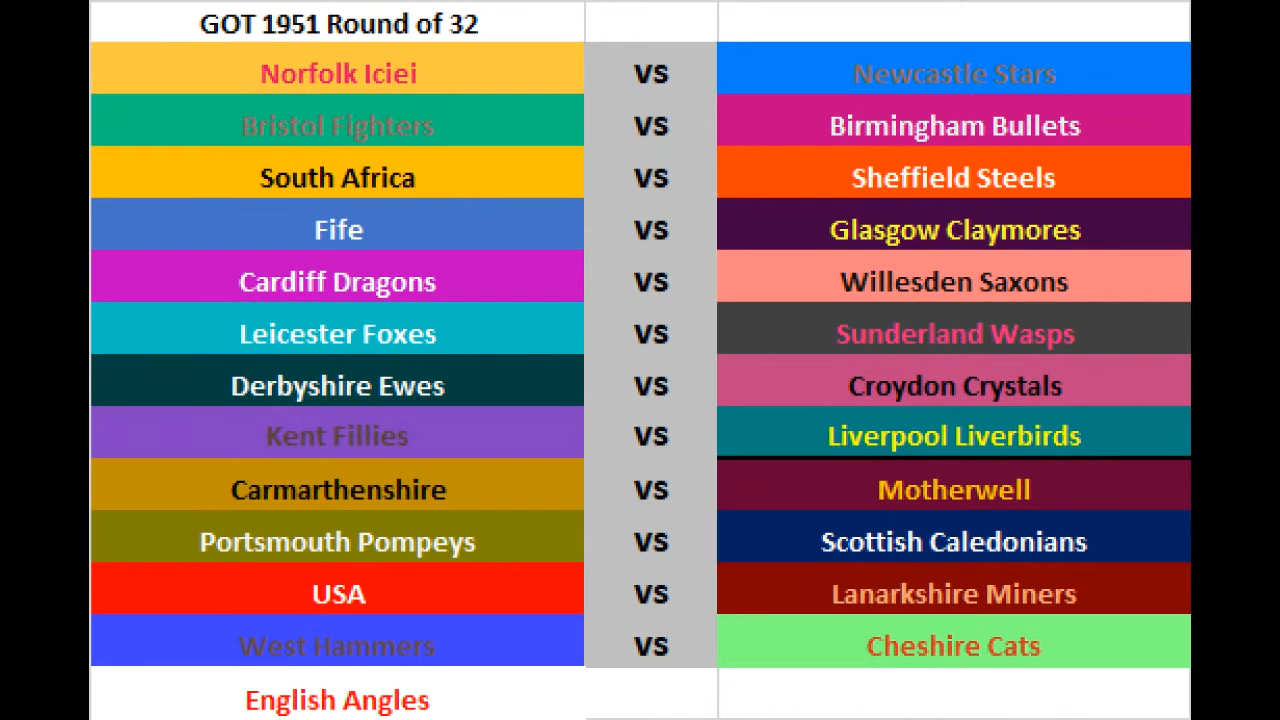 GOT 1951 Round of 32
Norfolk Iciei VS Newcastle Stars
Bristol Fighters VS Birmingham Bullets
South Africa VS Sheffield Steels
Fife VS Glasgow Claymores
Cardiff Dragons VS Willesden Saxons
Leicester Foxes VS Sunderland Wasps
Derbyshire Ewes VS Croydon Crystals
Kent Fillies VS Liverpool Liverbirds
Carmarthenshire VS Motherwell
Portsmouth Pompeys VS Scottish Caledonians
USA VS Lanarkshire Miners
West Hammers VS Cheshire Cats
English Angles